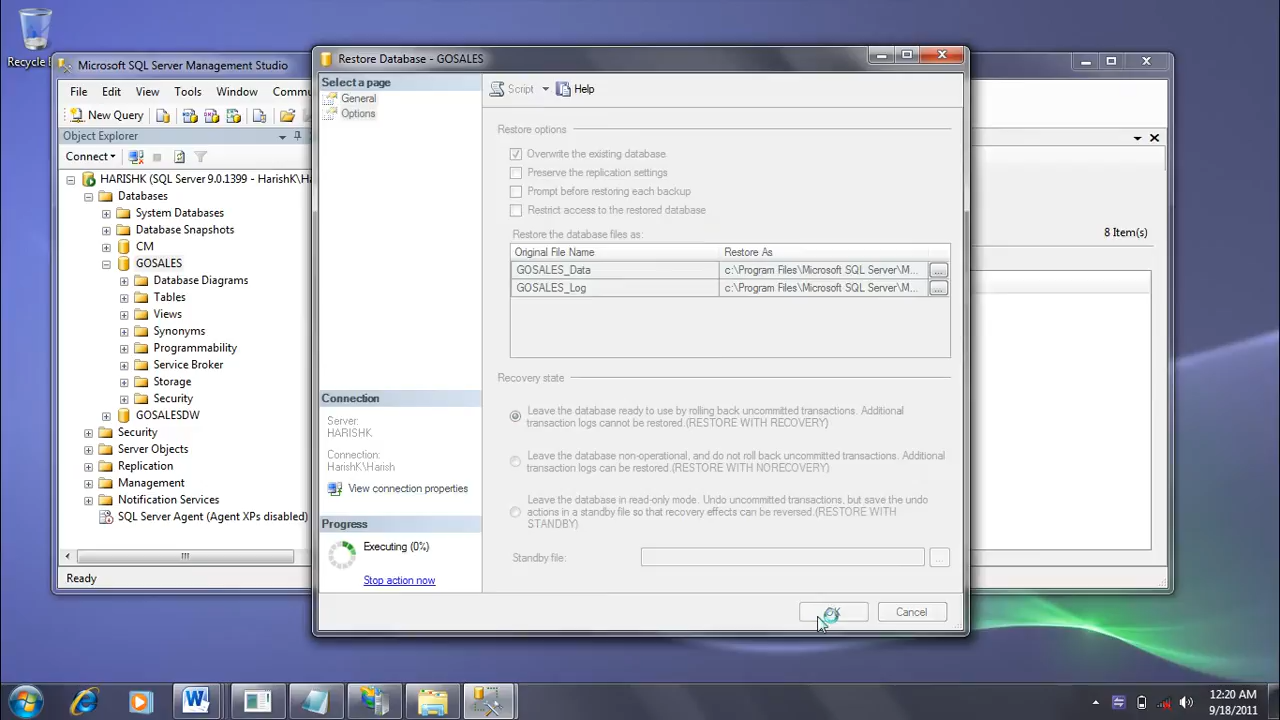 Recycle
Microsoft SQL Server Management Studio
File Edit View Tools Window Commu
New Query
Object Explorer
Connect
HARISHK (SQL Server 9.0.1399 - HarishK\H
Databases
System Databases
Database Snapshots
CM
GOSALES
Database Diagrams
Tables
Views
Synonyms
Programmability
Service Broker
Storage
Security
GOSALESDW
Security
Server Objects
Replication
Management
Notification Services
SQL Server Agent (Agent XPs disabled)
Ready
8 Item(s)
Restore Database - GOSALES
Select a page
General
Options
Connection
Server:
HARISHK
Connection:
HarishK\Harish
View connection properties
Progress
Executing (0%)
Stop action now
Script Help
Restore options
Overwrite the existing database
Preserve the replication settings
Prompt before restoring each backup
Restrict access to the restored database
Restore the database files as:
Original File Name Restore As
GOSALES_Data c:\Program Files\Microsoft SQL Server\M... ...
GOSALES_Log c:\Program Files\Microsoft SQL Server\M... ...
Recovery state
Leave the database ready to use by rolling back uncommitted transactions. Additional
transaction logs cannot be restored.(RESTORE WITH RECOVERY)
Leave the database non-operational, and do not roll back uncommitted transactions. Additional
transaction logs can be restored.(RESTORE WITH NORECOVERY)
Leave the database in read-only mode. Undo uncommitted transactions, but save the undo
actions in a standby file so that recovery effects can be reversed.(RESTORE WITH
STANDBY)
Standby file: ...
OK Cancel
12:20 AM
9/18/2011